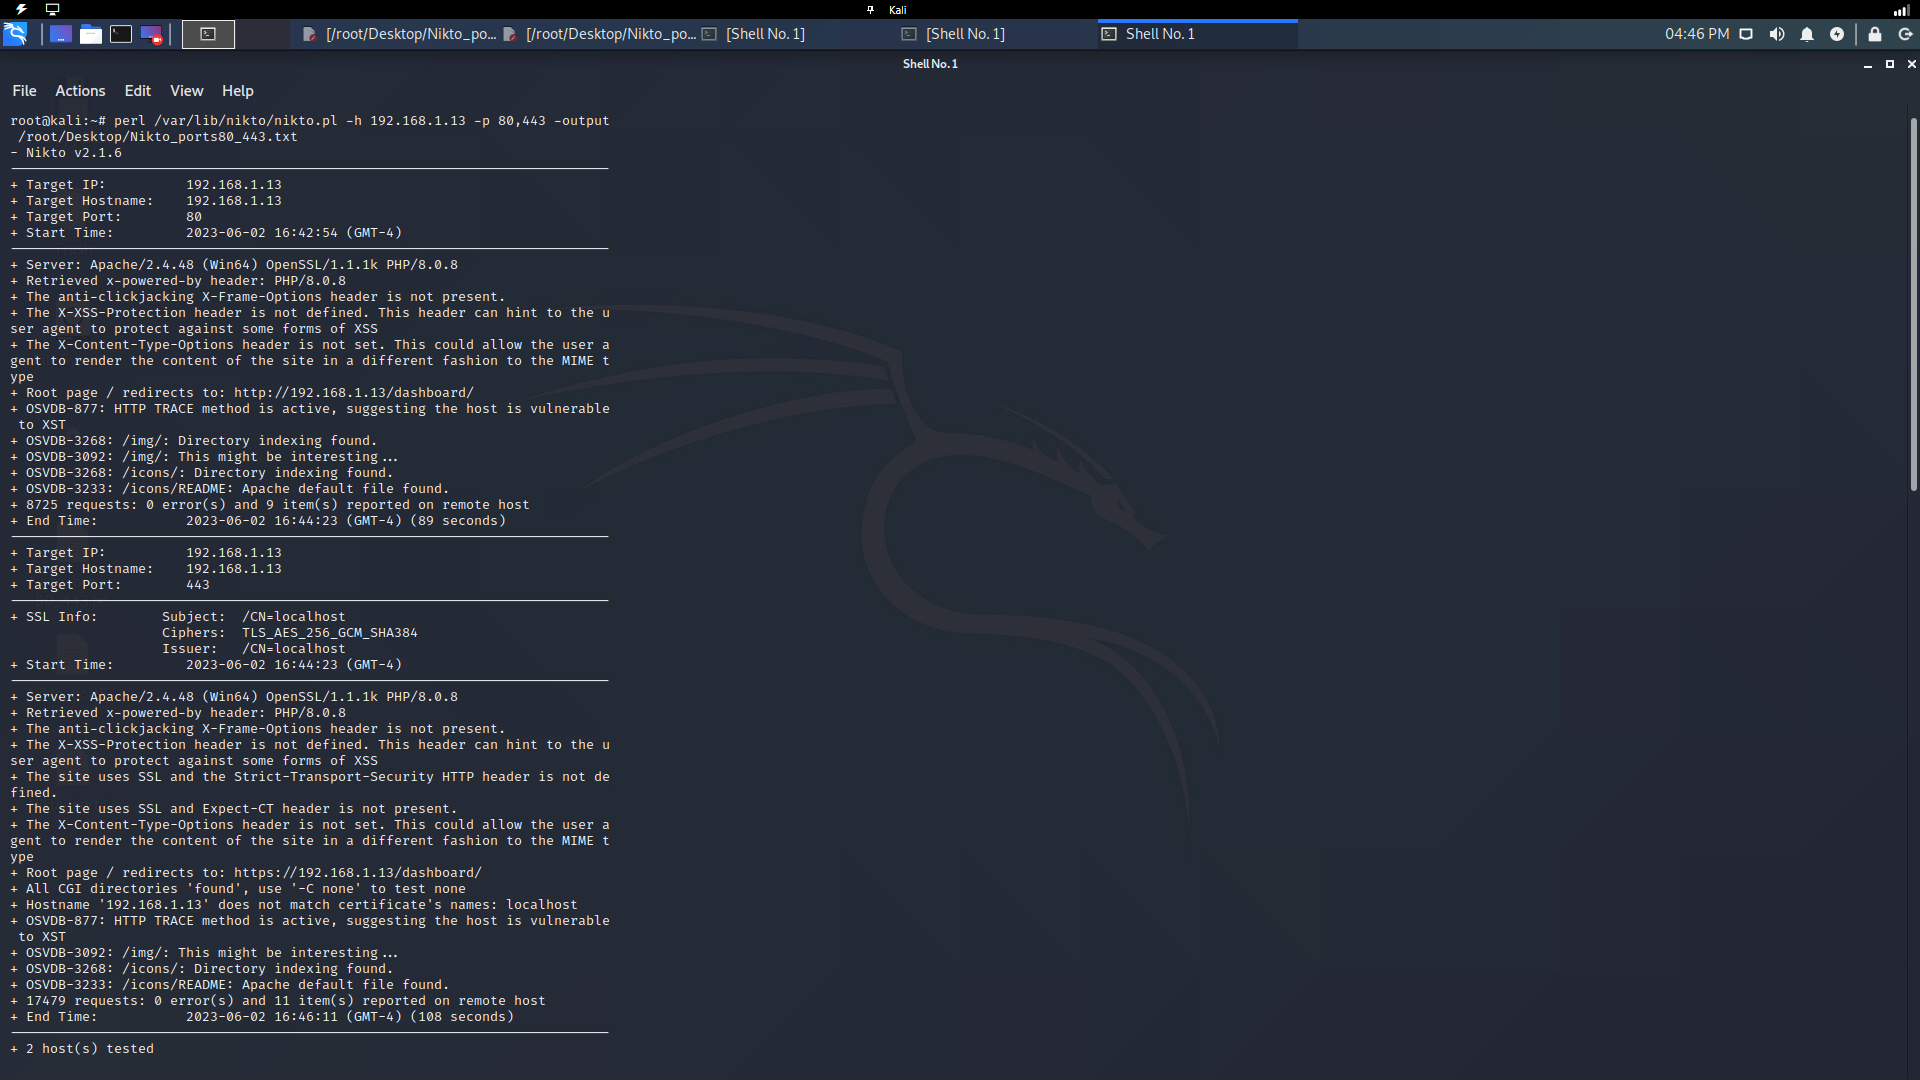 Kali
[/root/Desktop/Nikto_po... [/root/Desktop/Nikto_po... [Shell No. 1] [Shell No. 1] Shell No. 1 04:46 PM
Shell No. 1
File Actions Edit View Help
root@kali:~# perl /var/lib/nikto/nikto.pl -h 192.168.1.13 -p 80,443 -output
 /root/Desktop/Nikto_ports80_443.txt
- Nikto v2.1.6
+ Target IP:          192.168.1.13
+ Target Hostname:    192.168.1.13
+ Target Port:        80
+ Start Time:         2023-06-02 16:42:54 (GMT-4)
+ Server: Apache/2.4.48 (Win64) OpenSSL/1.1.1k PHP/8.0.8
+ Retrieved x-powered-by header: PHP/8.0.8
+ The anti-clickjacking X-Frame-Options header is not present.
+ The X-XSS-Protection header is not defined. This header can hint to the u
ser agent to protect against some forms of XSS
+ The X-Content-Type-Options header is not set. This could allow the user a
gent to render the content of the site in a different fashion to the MIME t
ype
+ Root page / redirects to: http://192.168.1.13/dashboard/
+ OSVDB-877: HTTP TRACE method is active, suggesting the host is vulnerable
 to XST
+ OSVDB-3268: /img/: Directory indexing found.
+ OSVDB-3092: /img/: This might be interesting...
+ OSVDB-3268: /icons/: Directory indexing found.
+ OSVDB-3233: /icons/README: Apache default file found.
+ 8725 requests: 0 error(s) and 9 item(s) reported on remote host
+ End Time:           2023-06-02 16:44:23 (GMT-4) (89 seconds)
+ Target IP:          192.168.1.13
+ Target Hostname:    192.168.1.13
+ Target Port:        443
+ SSL Info:        Subject:  /CN=localhost
                   Ciphers:  TLS_AES_256_GCM_SHA384
                   Issuer:   /CN=localhost
+ Start Time:         2023-06-02 16:44:23 (GMT-4)
+ Server: Apache/2.4.48 (Win64) OpenSSL/1.1.1k PHP/8.0.8
+ Retrieved x-powered-by header: PHP/8.0.8
+ The anti-clickjacking X-Frame-Options header is not present.
+ The X-XSS-Protection header is not defined. This header can hint to the u
ser agent to protect against some forms of XSS
+ The site uses SSL and the Strict-Transport-Security HTTP header is not de
fined.
+ The site uses SSL and Expect-CT header is not present.
+ The X-Content-Type-Options header is not set. This could allow the user a
gent to render the content of the site in a different fashion to the MIME t
ype
+ Root page / redirects to: https://192.168.1.13/dashboard/
+ All CGI directories 'found', use '-C none' to test none
+ Hostname '192.168.1.13' does not match certificate's names: localhost
+ OSVDB-877: HTTP TRACE method is active, suggesting the host is vulnerable
 to XST
+ OSVDB-3092: /img/: This might be interesting...
+ OSVDB-3268: /icons/: Directory indexing found.
+ OSVDB-3233: /icons/README: Apache default file found.
+ 17479 requests: 0 error(s) and 11 item(s) reported on remote host
+ End Time:           2023-06-02 16:46:11 (GMT-4) (108 seconds)
+ 2 host(s) tested